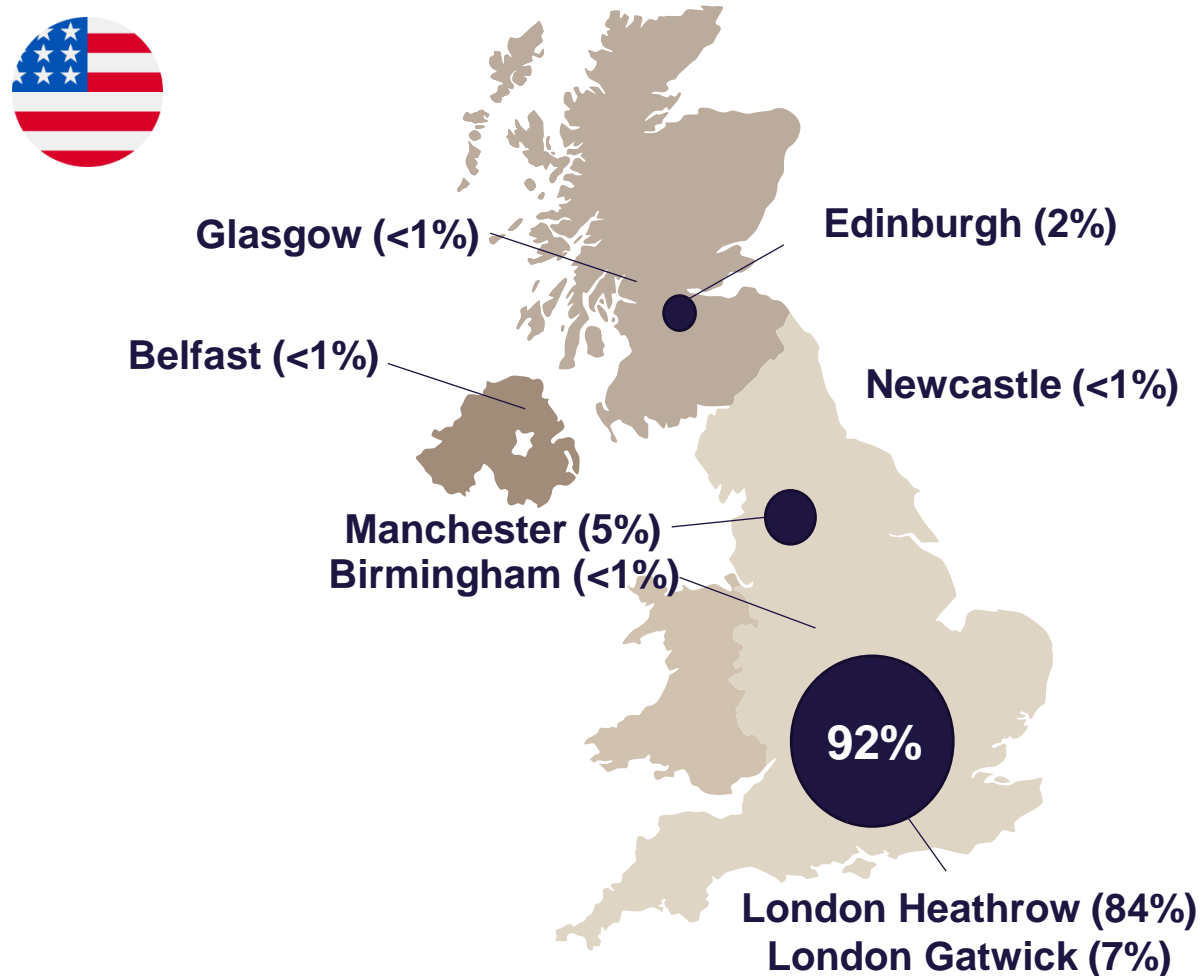 Edinburgh (2%)
Glasgow (<1%)
Belfast (<1%)
Newcastle (<1%)
Manchester (5%)
Birmingham (<1%)
92%
London Heathrow (84%)
London Gatwick (7%)